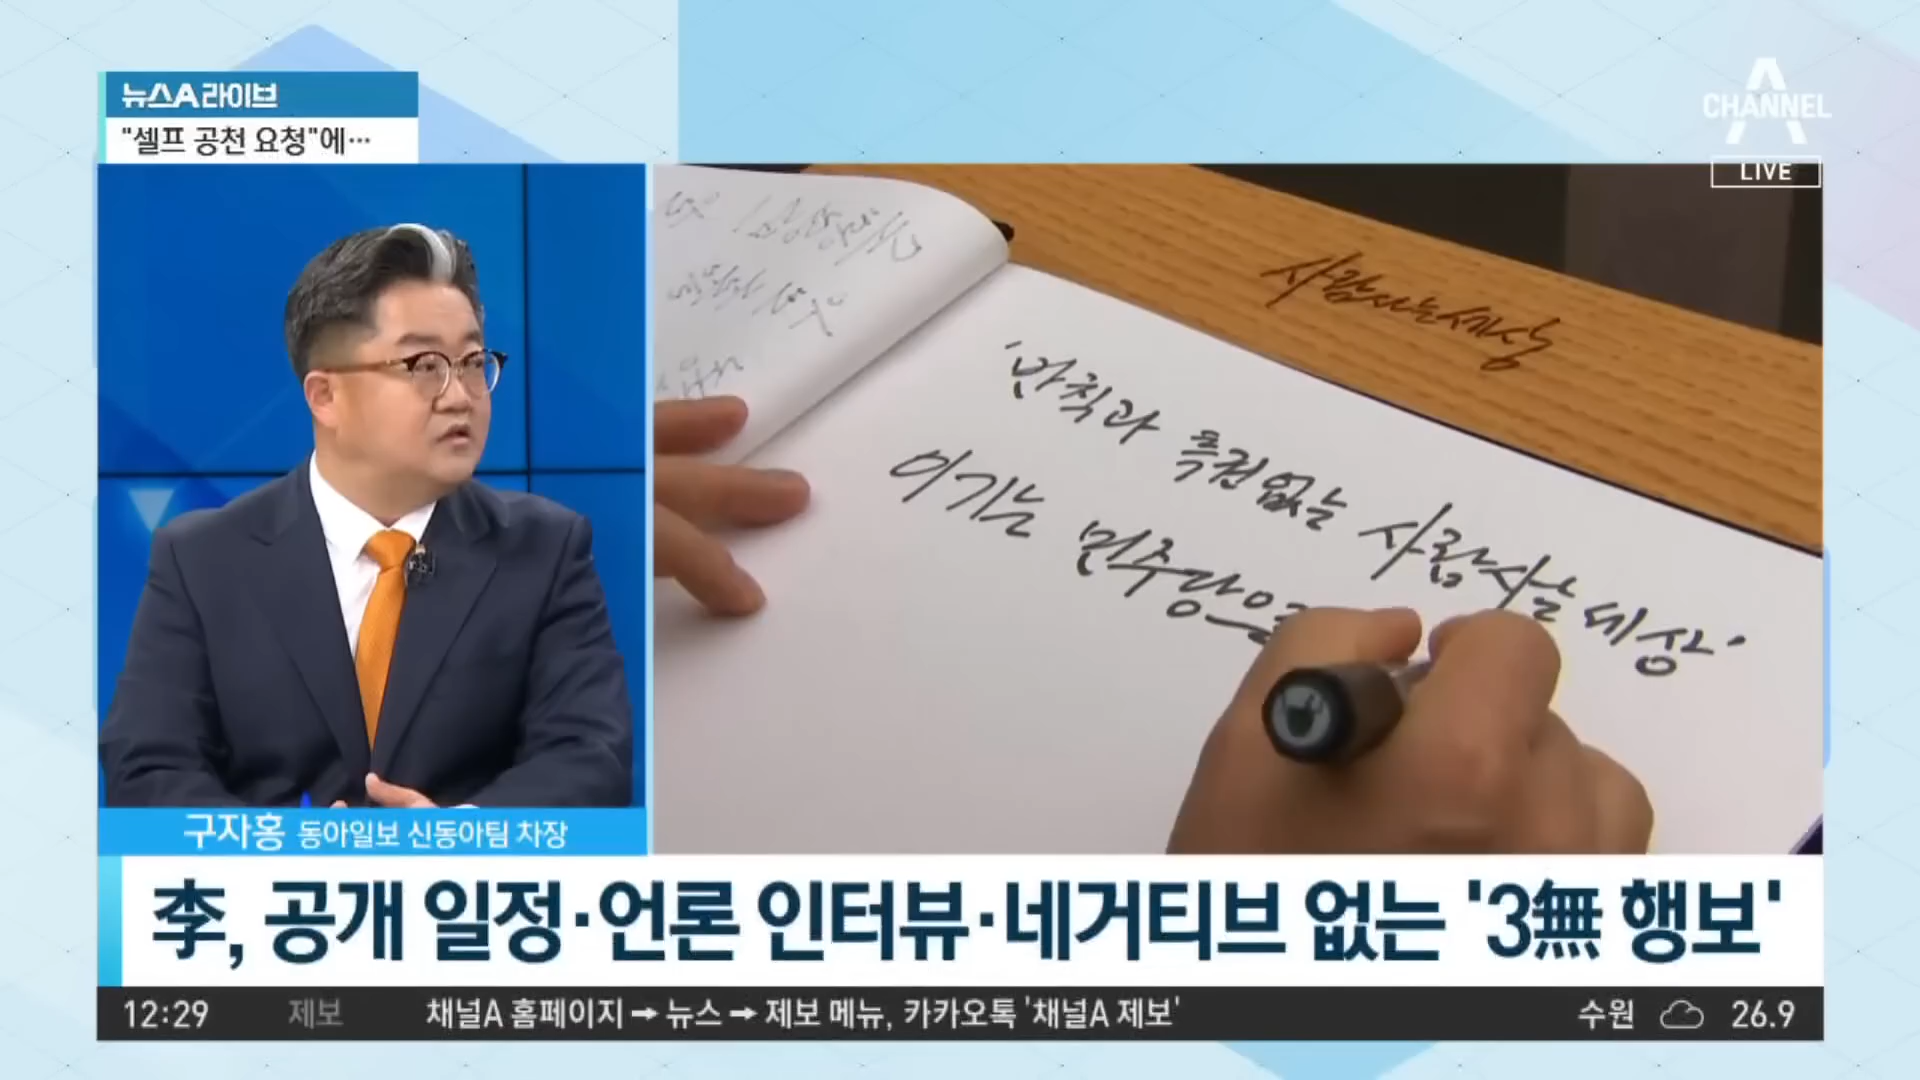 뉴스A 라이브
"셀프 공천 요청"에…
CHANNEL A
LIVE
사람사는세상
'반칙과 특권 없는 사람사는 세상'
이기는 민주당으로
구자홍 동아일보 신동아팀 차장
李, 공개 일정·언론 인터뷰·네거티브 없는 '3無 행보'
12:29 제보 채널A 홈페이지 → 뉴스 → 제보 메뉴, 카카오톡 '채널A 제보' 수원 26.9